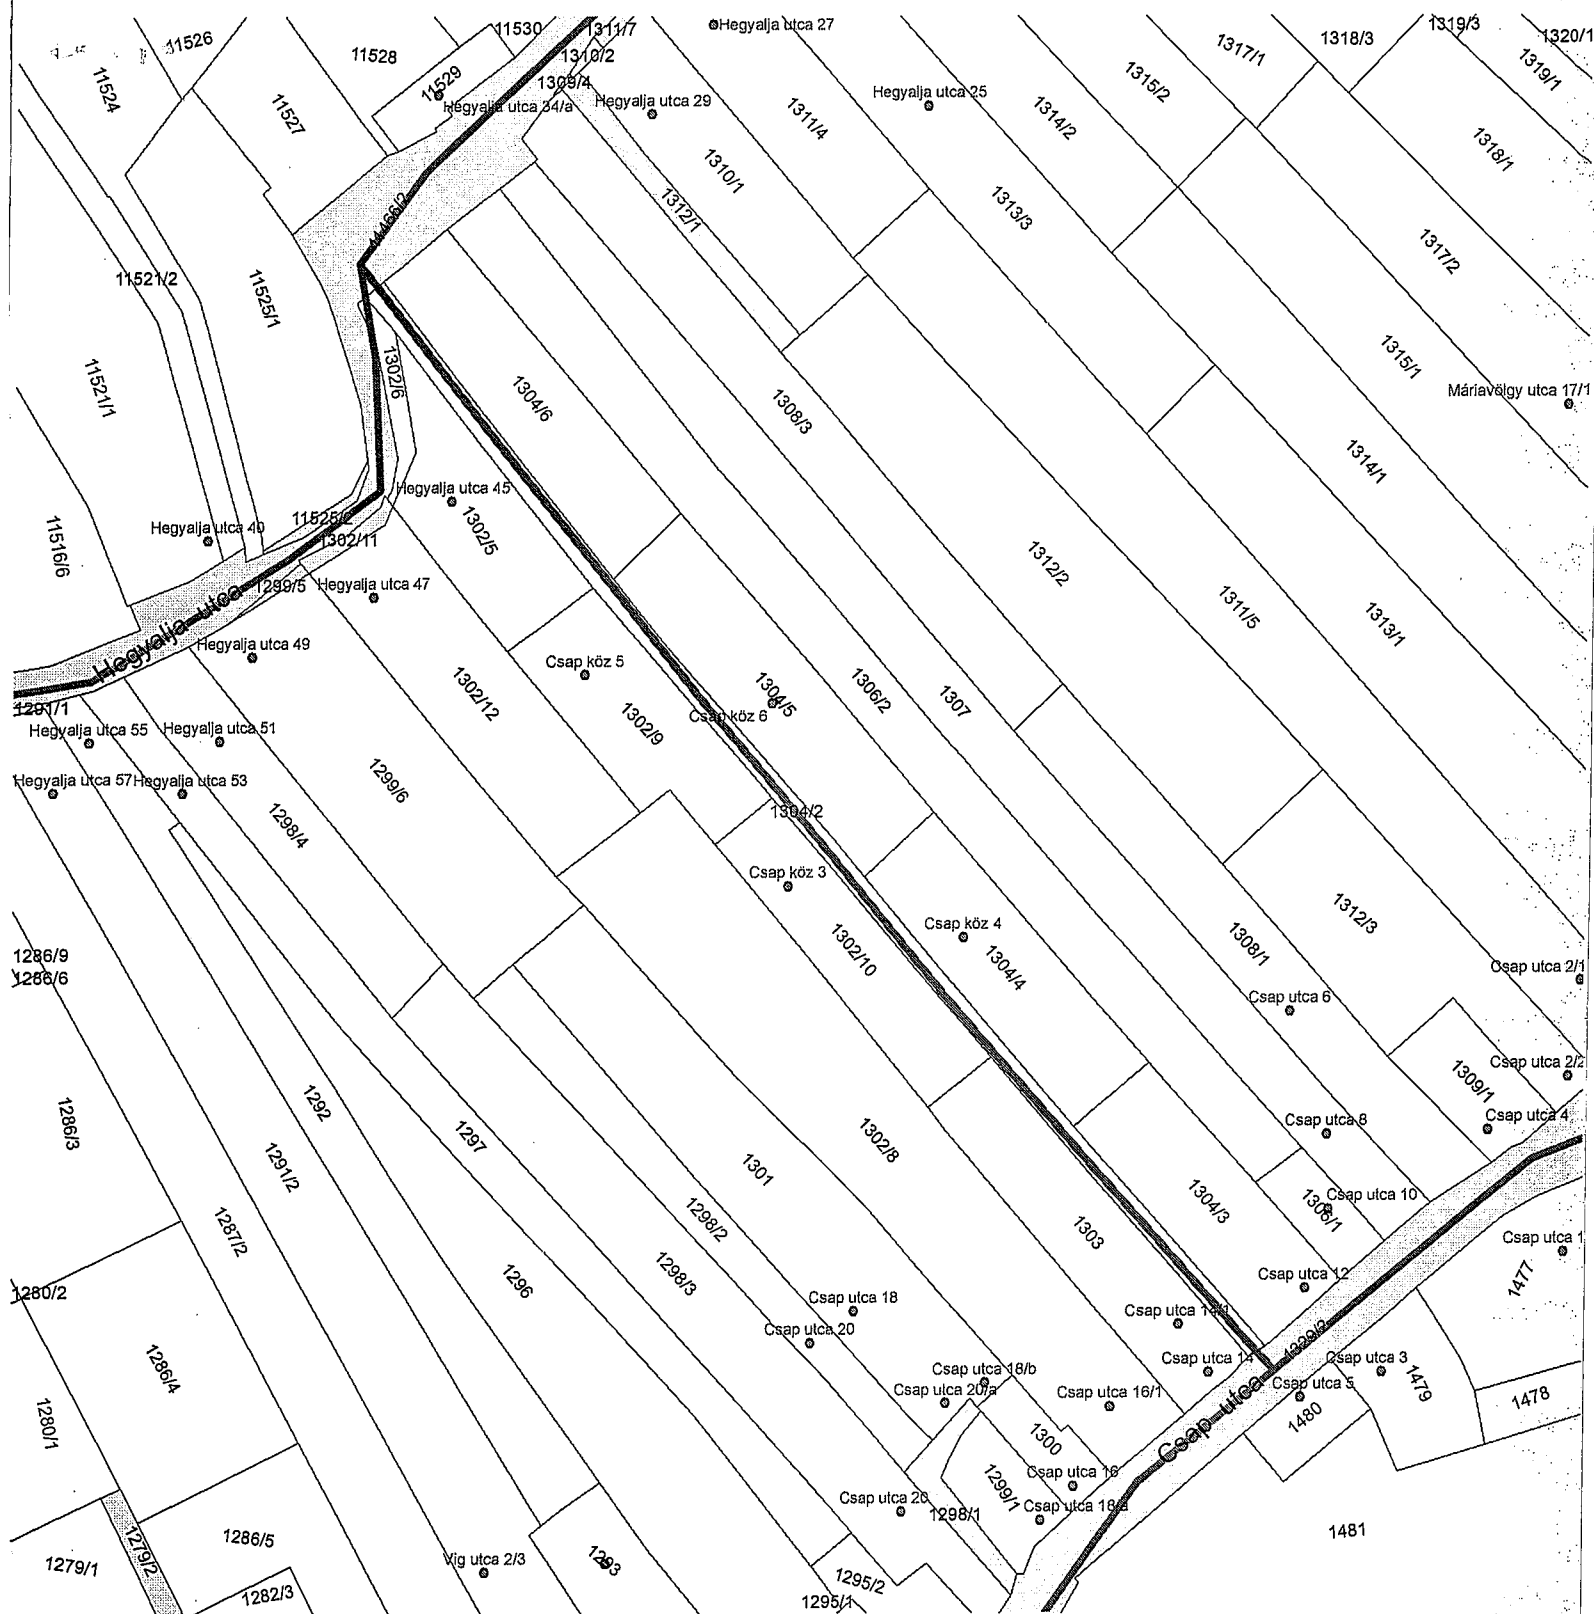 11530
1311/7
Hegyalja utca 27
1319/3
11526
11528
1310/2
1317/1
1318/3
1320/1
11524
11529
1309/4
1315/2
1319/1
Hegyalja utca 34/a
Hegyalja utca 29
Hegyalja utca 25
11527
1311/4
1314/2
1318/1
1310/1
11466/2
1312/1
1313/3
11521/2
11525/1
1317/2
1302/6
11521/1
1304/6
1308/3
1315/1
Máriavölgy utca 17/1
Hegyalja utca 45
1314/1
11516/6
Hegyalja utca 40
11525/2
1302/11
1302/5
1299/5
Hegyalja utca 47
1312/2
Hegyalja utca
1311/5
1313/1
Hegyalja utca 49
Csap köz 5
1302/12
1304/5
1306/2
1307
1291/1
Hegyalja utca 55
Hegyalja utca 51
1302/9
Csap köz 6
Hegyalja utca 57
Hegyalja utca 53
1299/6
1298/4
1304/2
Csap köz 3
1312/3
Csap köz 4
1302/10
1308/1
1286/9
1286/6
1304/4
Csap utca 2/1
Csap utca 6
Csap utca 2/2
1309/1
1286/3
1292
1297
Csap utca 8
Csap utca 4
1302/8
1291/2
1301
1304/3
1306/1
Csap utca 10
1287/2
1298/2
1303
Csap utca 1
1298/3
1296
1280/2
Csap utca 12
1477
Csap utca 18
Csap utca 14/1
Csap utca 20
1329/2
1286/4
Csap utca 18/b
Csap utca 14
Csap utca 3
Csap utca 20/a
Csap utca 16/1
Csap utca 5
1479
1478
1280/1
Csap utca
1480
1300
1299/1
Csap utca 16
Csap utca 20
1298/1
Csap utca 18/a
1481
1286/5
1279/2
1279/1
Vig utca 2/3
1293
1282/3
1295/2
1295/1